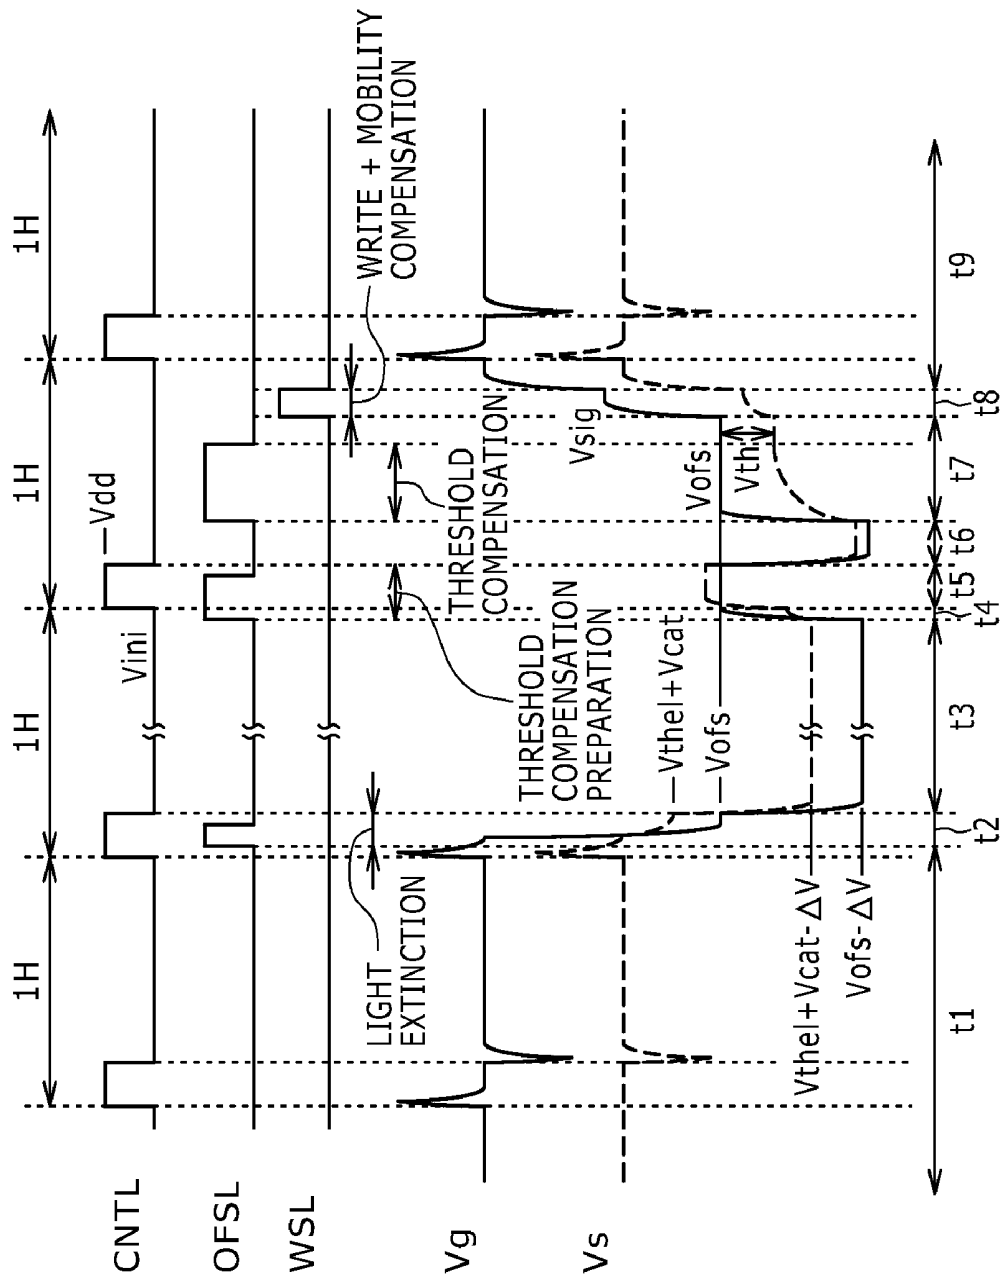 1H
1H
1H
1H
CNTL
Vini
Vdd
OFSL
WSL
LIGHT
EXTINCTION
THRESHOLD
COMPENSATION
PREPARATION
THRESHOLD
COMPENSATION
WRITE + MOBILITY
COMPENSATION
Vg
Vs
Vsig
Vthel+Vcat
Vofs
Vofs
Vth
Vthel+Vcat-ΔV
Vofs-ΔV
t1
t2
t3
t4
t5
t6
t7
t8
t9